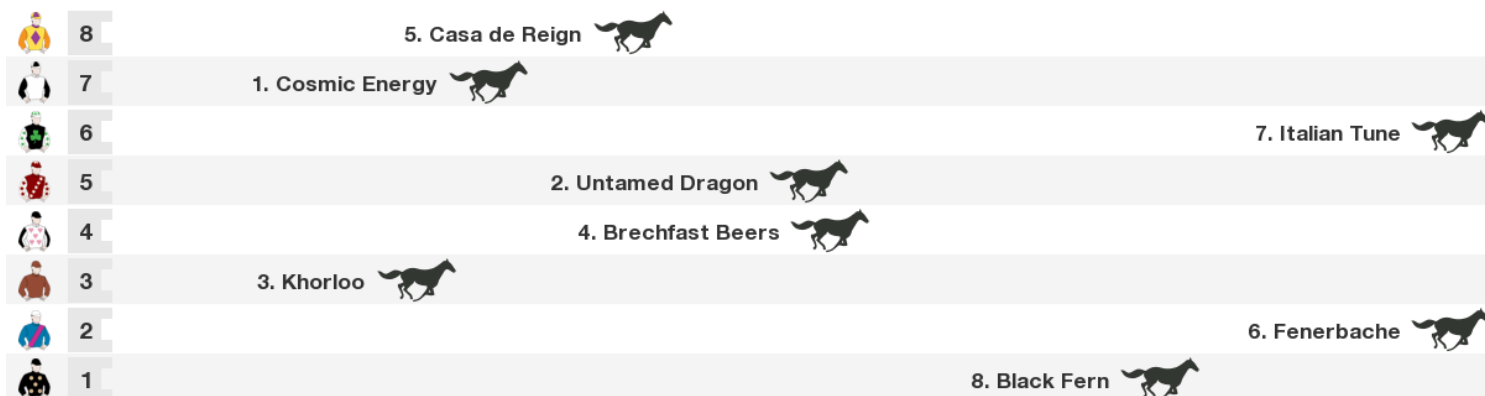 8 5. Casa de Reign
7 1. Cosmic Energy
6 7. Italian Tune
5 2. Untamed Dragon
4 4. Brechfast Beers
3 3. Khorloo
2 6. Fenerbache
1 8. Black Fern